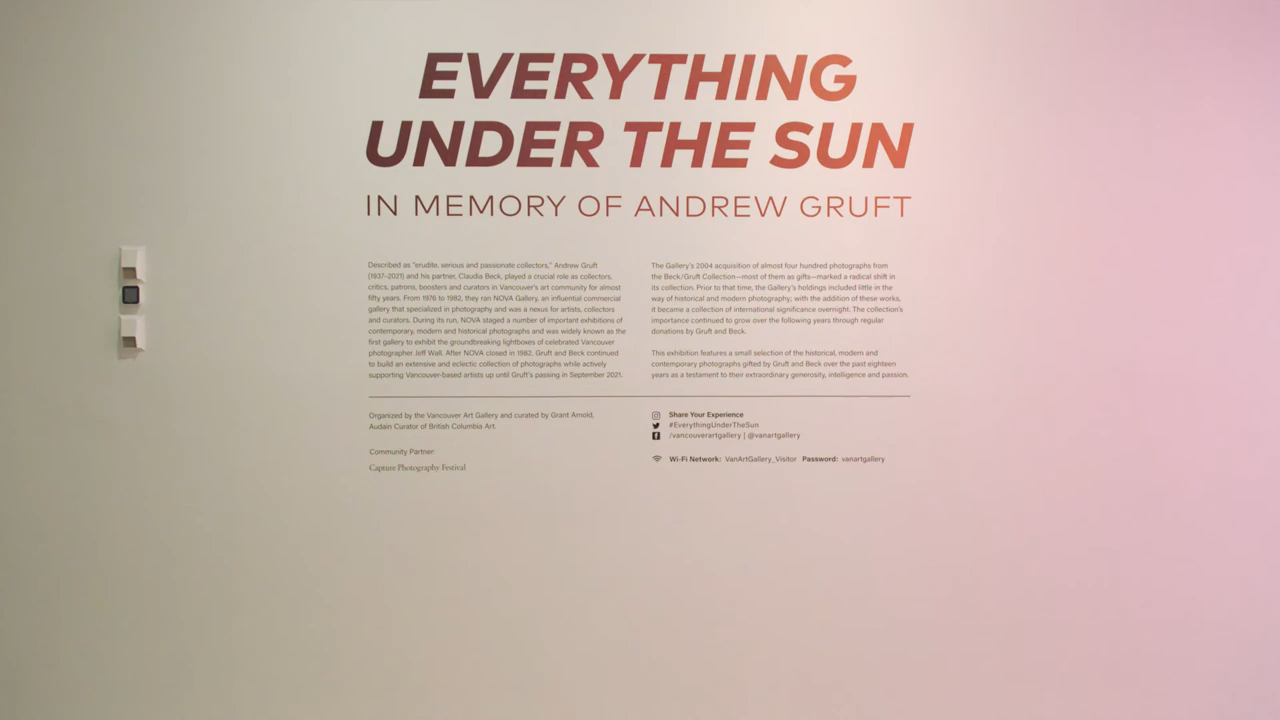 EVERYTHING
UNDER THE SUN
IN MEMORY OF ANDREW GRUFT
Described as “erudite, serious and passionate collectors,” Andrew Gruft
(1937–2021) and his partner, Claudia Beck, played a crucial role as collectors,
critics, patrons, boosters and curators in Vancouver's art community for almost
fifty years. From 1976 to 1982, they ran NOVA Gallery, an influential commercial
gallery that specialized in photography and was a nexus for artists, collectors
and curators. During its run, NOVA staged a number of important exhibitions of
contemporary, modern and historical photographs and was widely known as the
first gallery to exhibit the groundbreaking lightboxes of celebrated Vancouver
photographer Jeff Wall. After NOVA closed in 1982, Gruft and Beck continued
to build an extensive and eclectic collection of photographs while actively
supporting Vancouver-based artists up until Gruft's passing in September 2021.
The Gallery's 2004 acquisition of almost four hundred photographs from
the Beck/Gruft Collection—most of them as gifts—marked a radical shift in
its collection. Prior to that time, the Gallery's holdings included little in the
way of historical and modern photography; with the addition of these works,
it became a collection of international significance overnight. The collection's
importance continued to grow over the following years through regular
donations by Gruft and Beck.
This exhibition features a small selection of the historical, modern and
contemporary photographs gifted by Gruft and Beck over the past eighteen
years as a testament to their extraordinary generosity, intelligence and passion.
Organized by the Vancouver Art Gallery and curated by Grant Arnold,
Audain Curator of British Columbia Art.
Community Partner:
Capture Photography Festival
Share Your Experience
#EverythingUnderTheSun
/vancouverartgallery | @vanartgallery
Wi-Fi Network: VanArtGallery_Visitor Password: vanartgallery